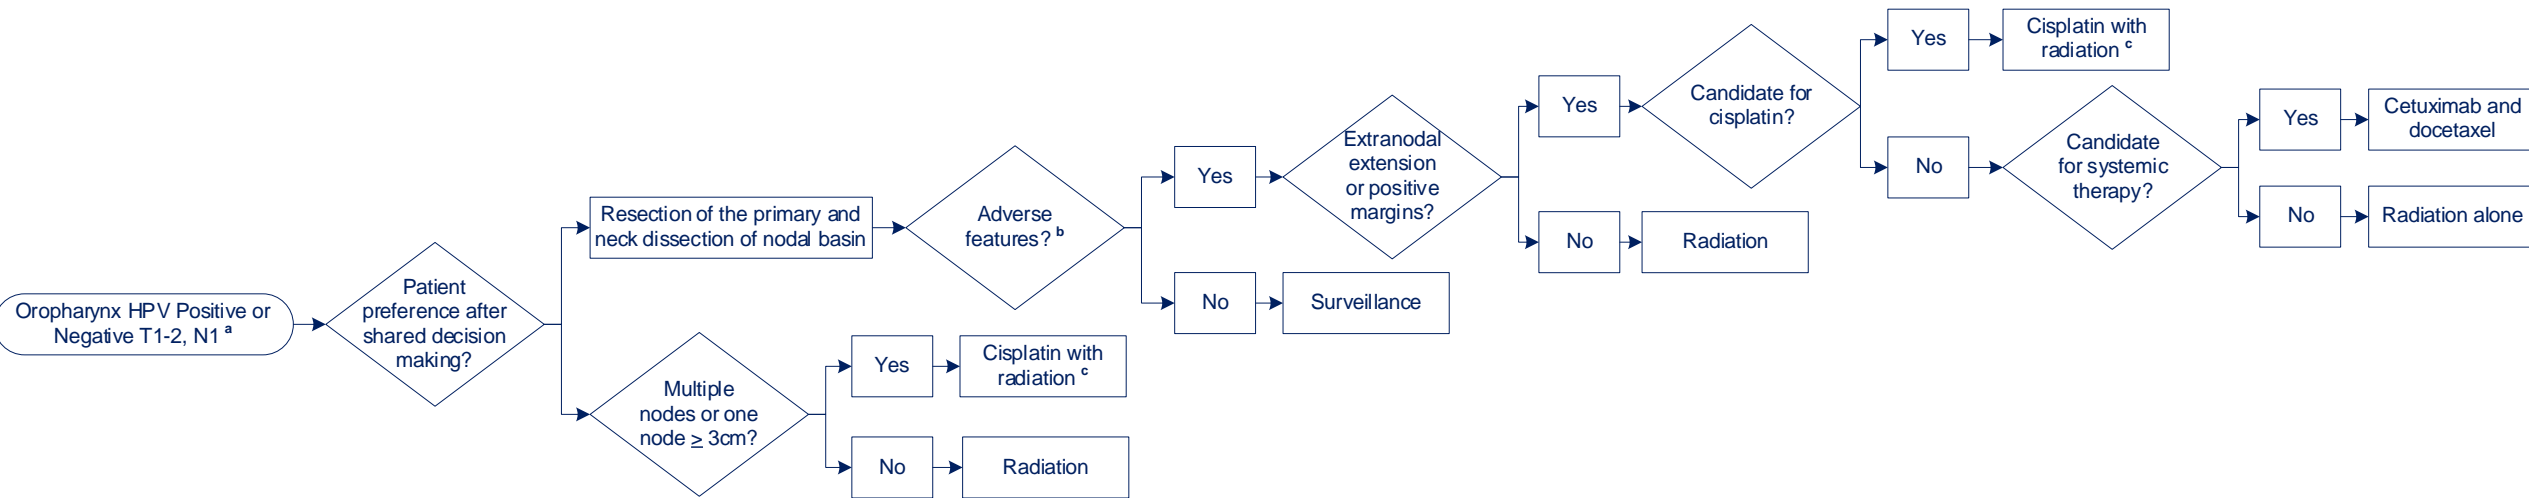 Oropharynx HPV Positive or
Negative T1-2, N1 a
Patient
preference after
shared decision
making?
Resection of the primary and
neck dissection of nodal basin
Adverse
features? b
Yes
Extranodal
extension
or positive
margins?
Yes
Candidate for
cisplatin?
Yes
Cisplatin with
radiation c
No
Candidate
for systemic
therapy?
Yes
Cetuximab and
docetaxel
No
Radiation alone
No
Radiation
No
Surveillance
Multiple
nodes or one
node ≥ 3cm?
Yes
Cisplatin with
radiation c
No
Radiation